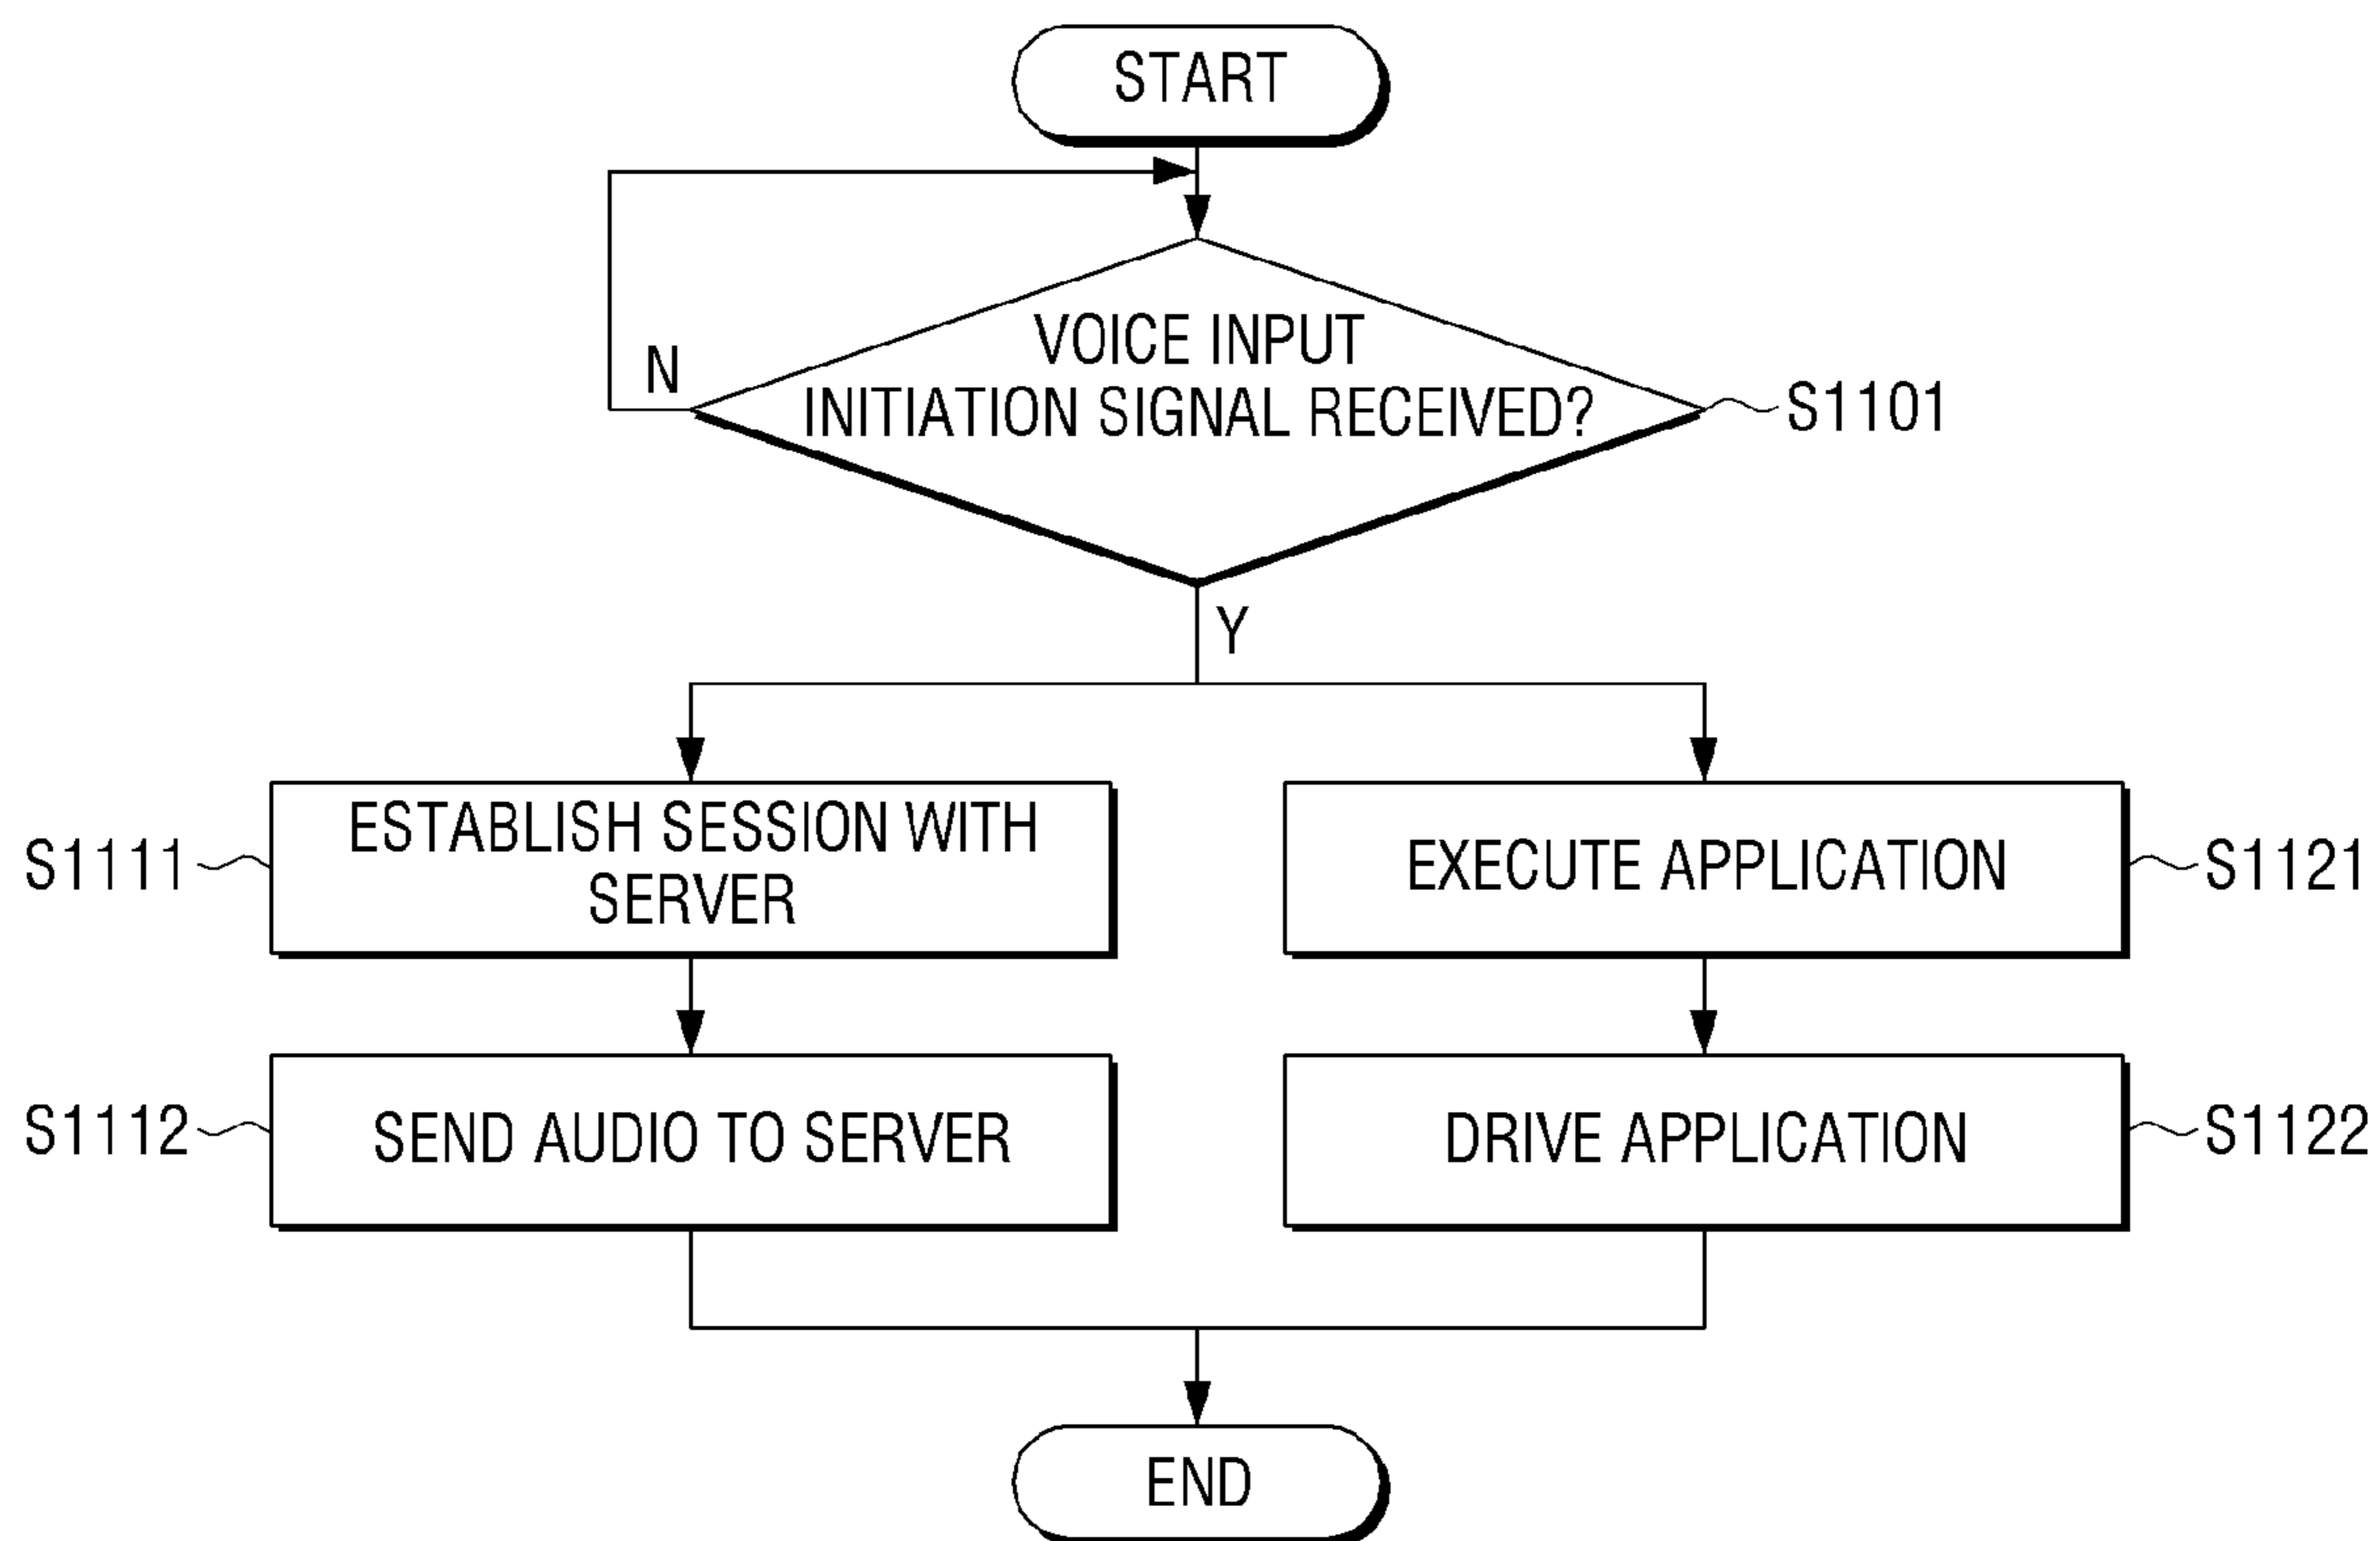 START
N
VOICE INPUT
INITIATION SIGNAL RECEIVED?
S1101
Y
S1111
ESTABLISH SESSION WITH
SERVER
EXECUTE APPLICATION
S1121
S1112
SEND AUDIO TO SERVER
DRIVE APPLICATION
S1122
END